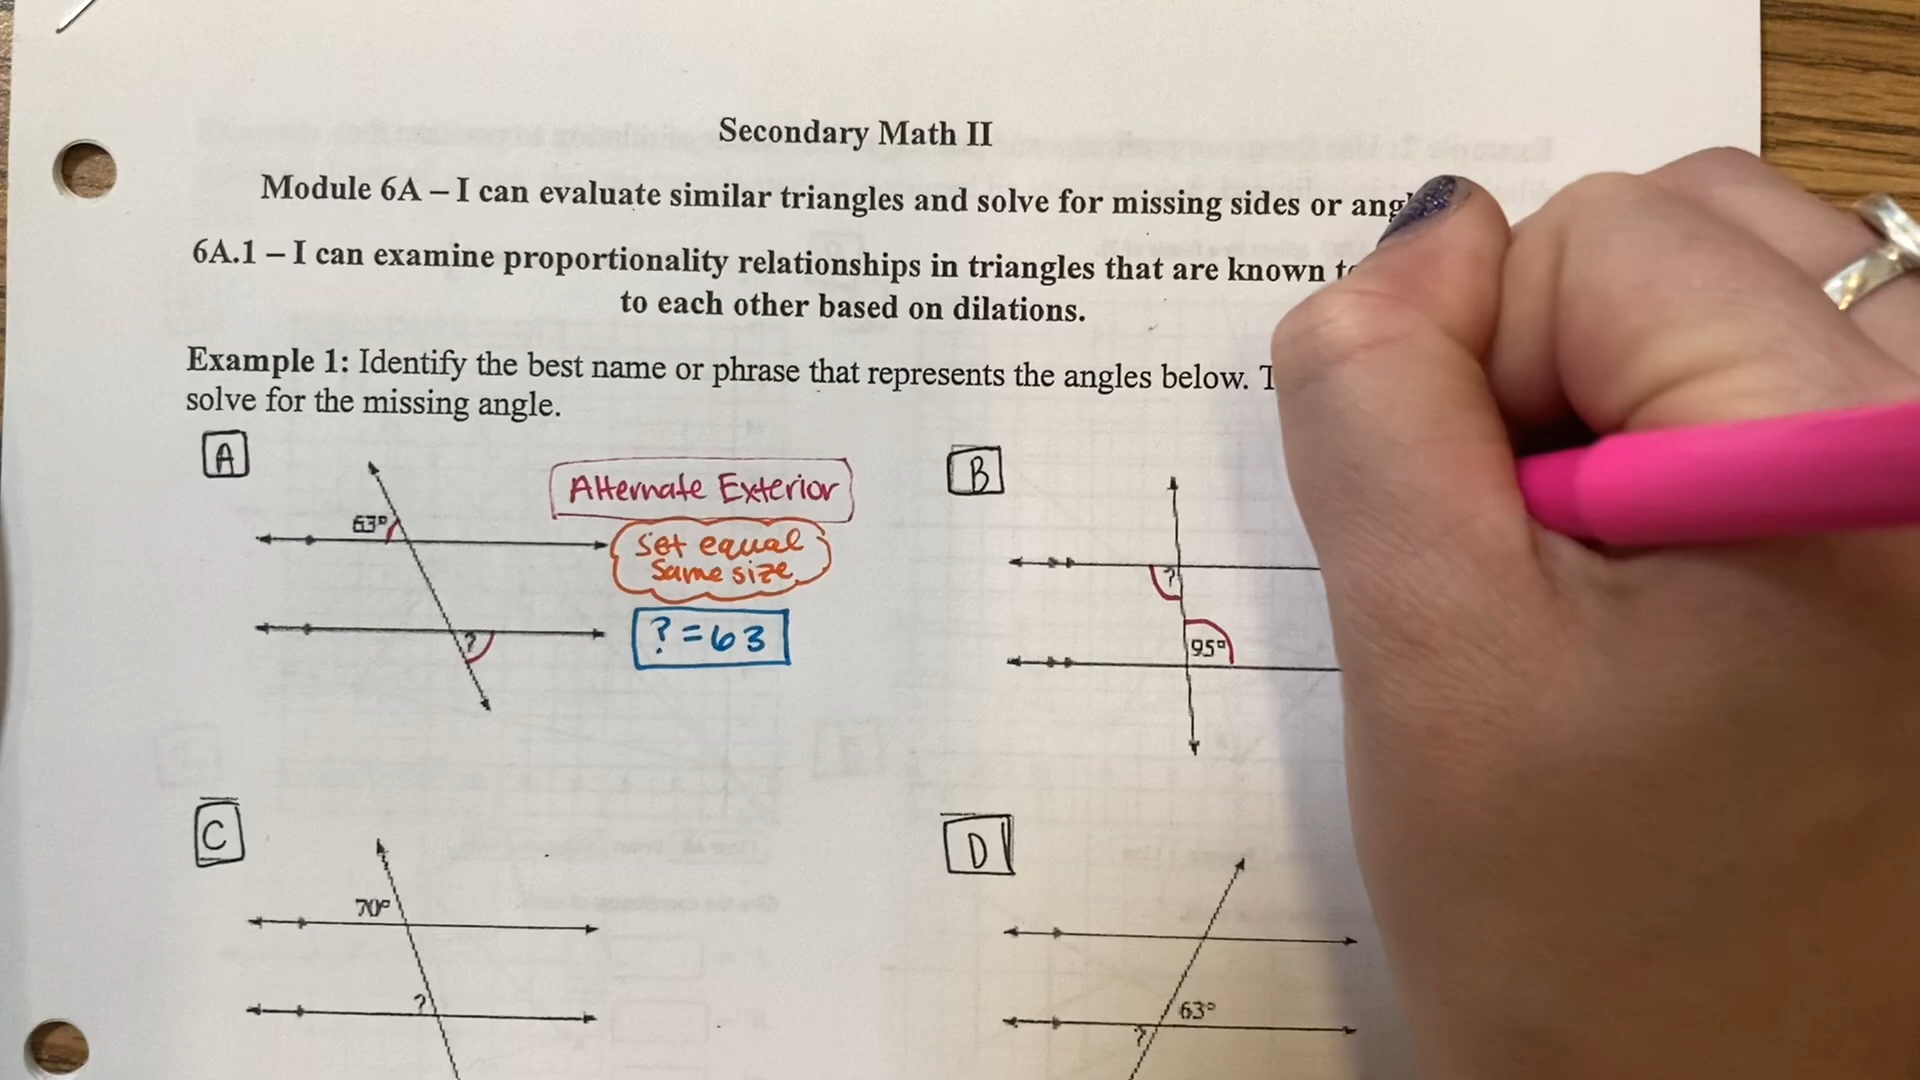 Secondary Math II
Module 6A – I can evaluate similar triangles and solve for missing sides or
6A.1 – I can examine proportionality relationships in triangles that are known
to each other based on dilations.
Example 1: Identify the best name or phrase that represents the angles below.
solve for the missing angle.
A
Alternate Exterior
63°
Set equal
Same size
?
? = 63
B
?
95°
C
70°
?
D
63°
?